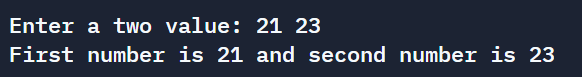 Enter a two value: 21 23
First number is 21 and second number is 23